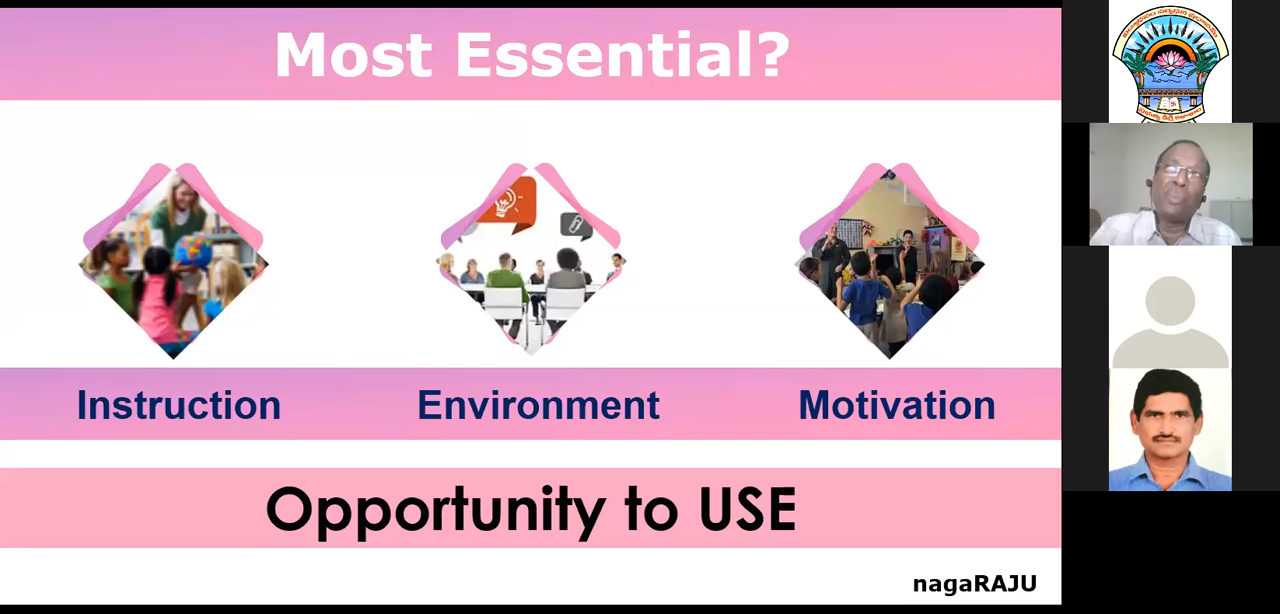 Most Essential?
Instruction
Environment
Motivation
Opportunity to USE
nagaRAJU